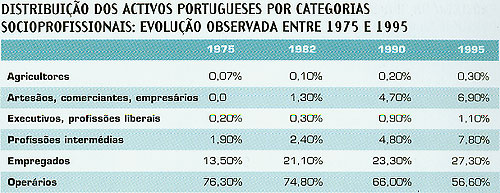 DISTRIBUIÇÃO DOS ACTIVOS PORTUGUESES POR CATEGORIAS
SOCIOPROFISSIONAIS: EVOLUÇÃO OBSERVADA ENTRE 1975 E 1995
1975 1982 1990 1995
Agricultores 0,07% 0,10% 0,20% 0,30%
Artesãos, comerciantes, empresários 0,0 1,30% 4,70% 6,90%
Executivos, profissões liberais 0,20% 0,30% 0,90% 1,10%
Profissões intermédias 1,90% 2,40% 4,80% 7,80%
Empregados 13,50% 21,10% 23,30% 27,30%
Operários 76,30% 74,80% 66,00% 56,60%